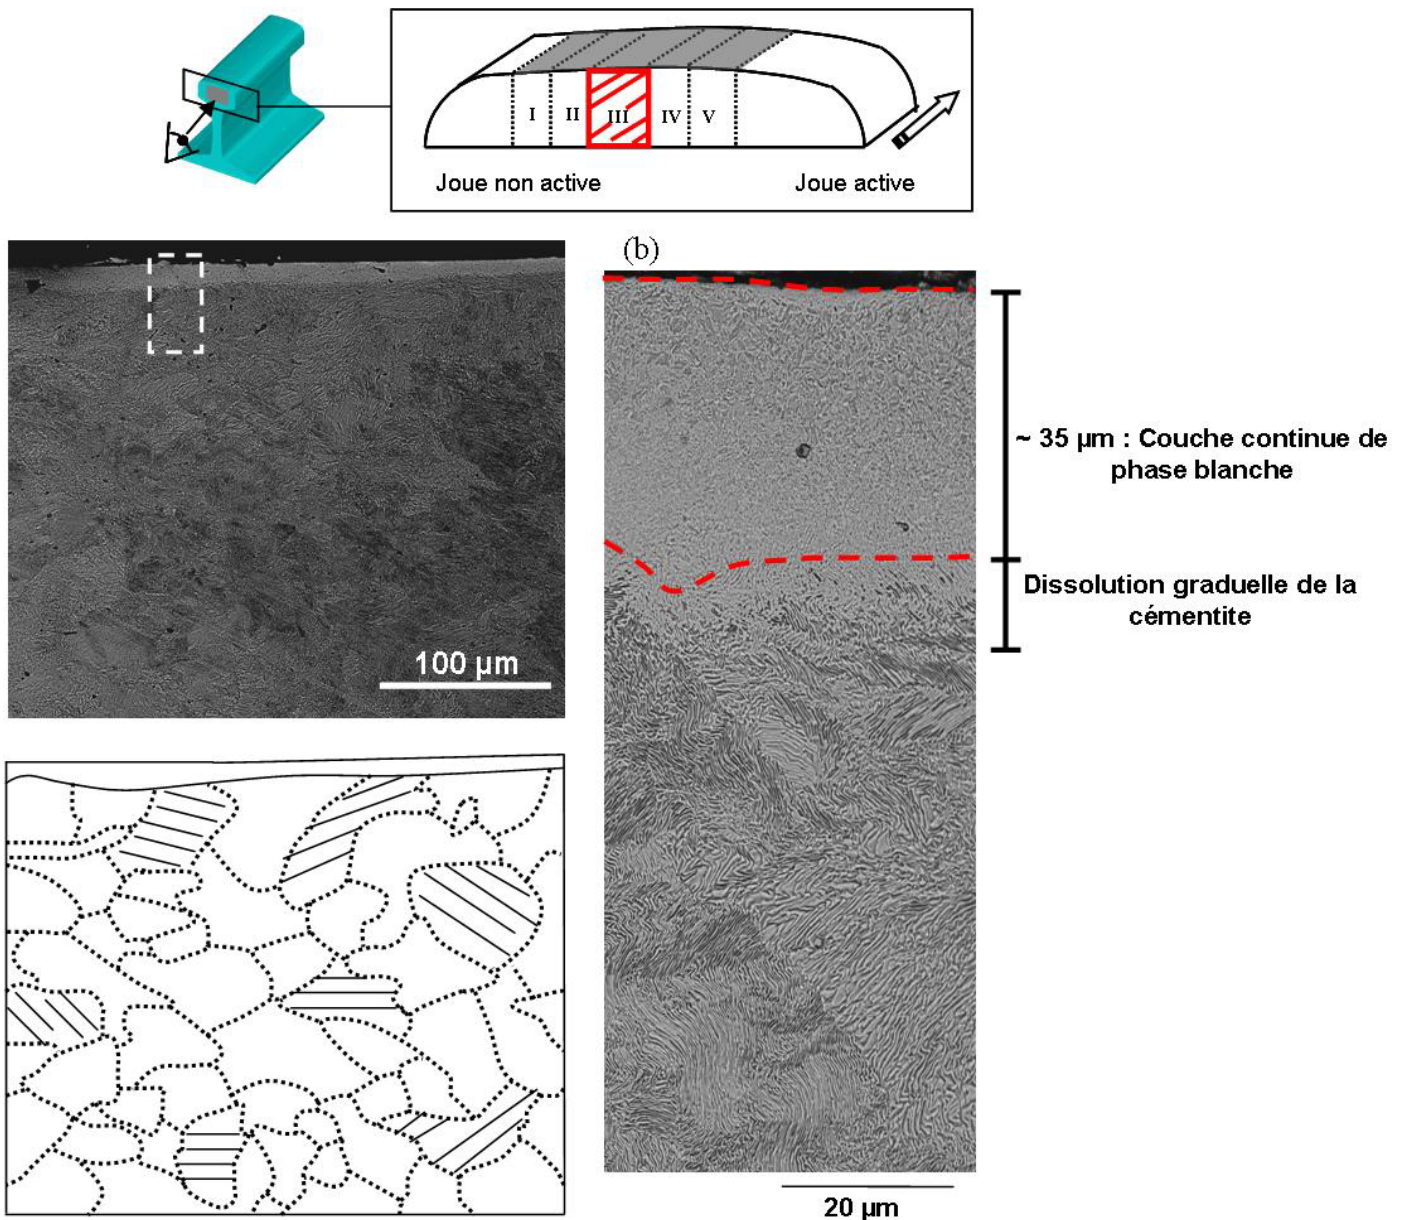 I II III IV V
Joue non active Joue active
(b)
~ 35 µm : Couche continue de
phase blanche
Dissolution graduelle de la
cémentite
100 µm
20 µm